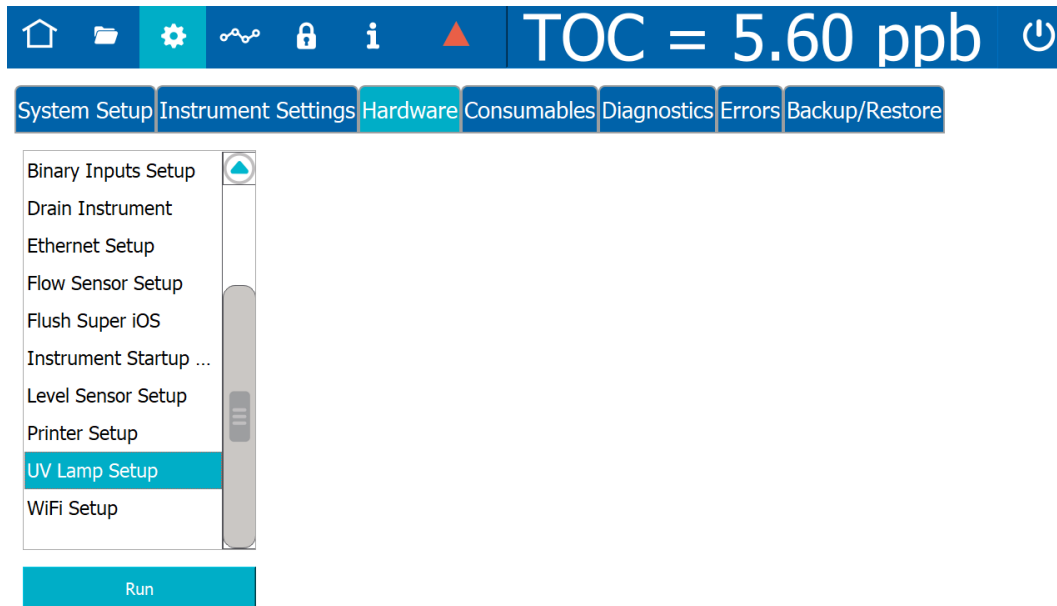 TOC = 5.60 ppb
System Setup Instrument Settings Hardware Consumables Diagnostics Errors Backup/Restore
Binary Inputs Setup
Drain Instrument
Ethernet Setup
Flow Sensor Setup
Flush Super iOS
Instrument Startup ...
Level Sensor Setup
Printer Setup
UV Lamp Setup
WiFi Setup
Run